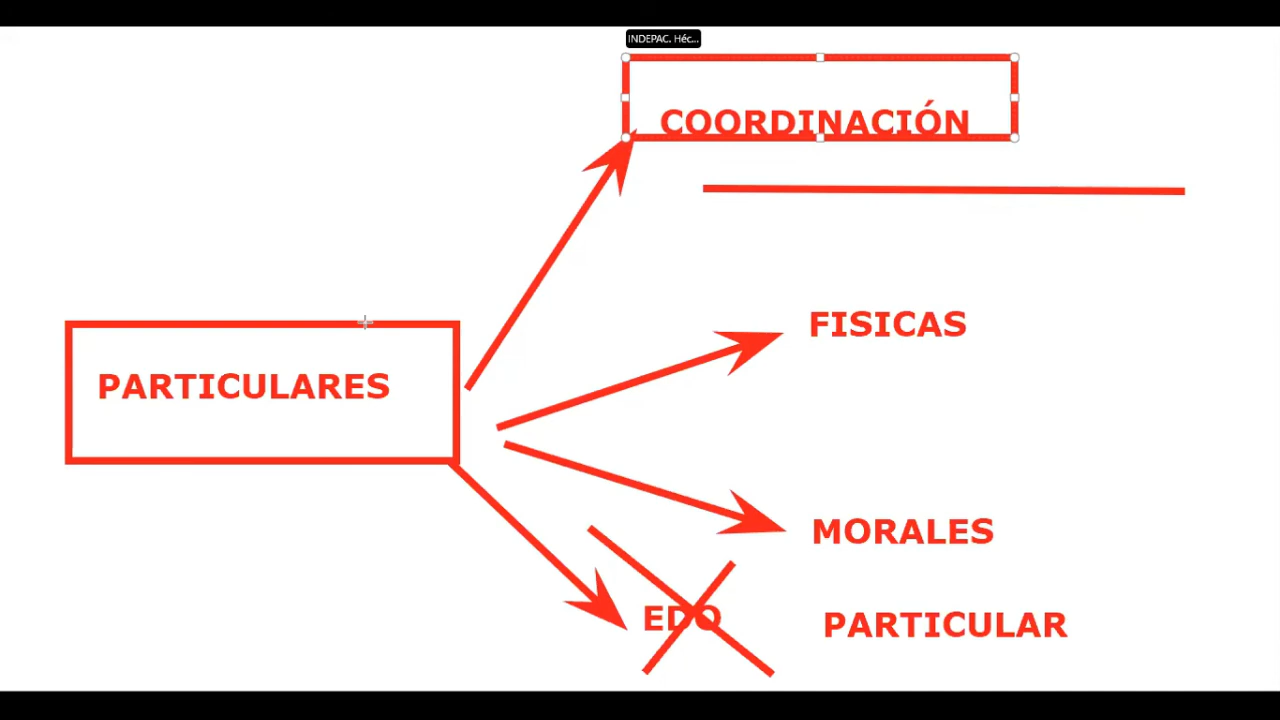 INDEPAC. Héc...
COORDINACIÓN
FISICAS
PARTICULARES
MORALES
EDO
PARTICULAR